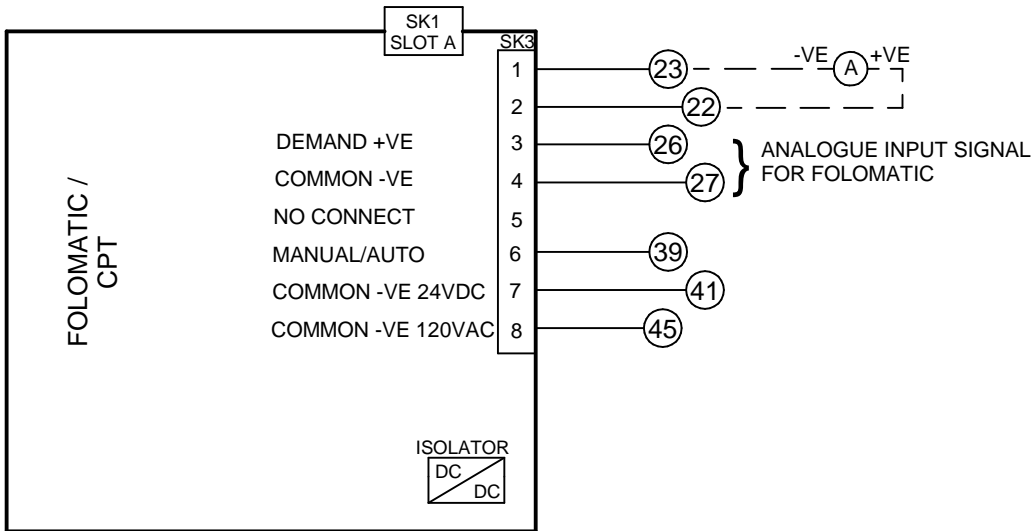 SK1
SLOT A
SK3
1 23 -VE A +VE
2 22
DEMAND +VE 3 26
COMMON -VE 4 27
} ANALOGUE INPUT SIGNAL
FOR FOLOMATIC
NO CONNECT 5
MANUAL/AUTO 6 39
COMMON -VE 24VDC 7 41
COMMON -VE 120VAC 8 45
FOLOMATIC /
CPT
ISOLATOR
DC
DC